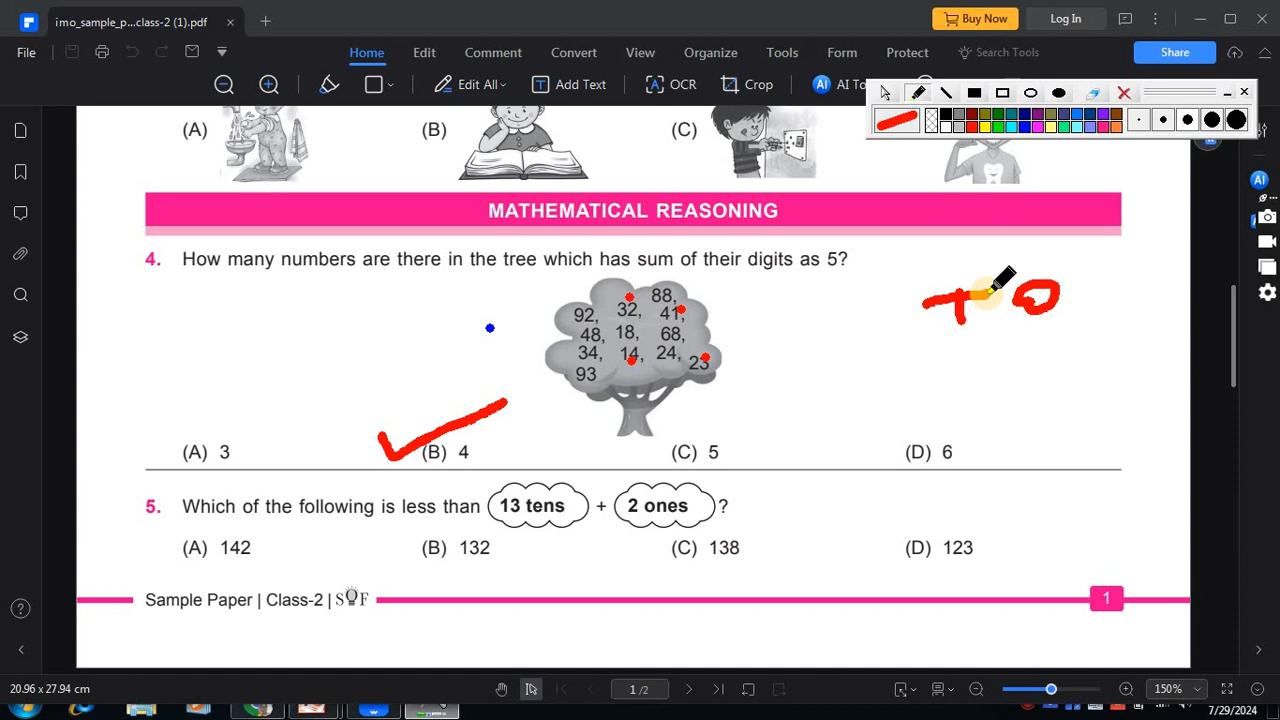 imo_sample_p...class-2 (1).pdf
Buy Now
Log In
File
Home
Edit
Comment
Convert
View
Organize
Tools
Form
Protect
Search Tools
Share
Edit All
Add Text
OCR
Crop
AI To
(A)
(B)
(C)
MATHEMATICAL REASONING
4. How many numbers are there in the tree which has sum of their digits as 5?
T O
92, 32, 88,
48, 18, 41,
34, 14, 68,
93 24, 23
(A) 3 (B) 4 (C) 5 (D) 6
5. Which of the following is less than 13 tens + 2 ones ?
(A) 142 (B) 132 (C) 138 (D) 123
Sample Paper | Class-2 | SOF
1
20.96 x 27.94 cm
1 /2
150%
7/29/2024